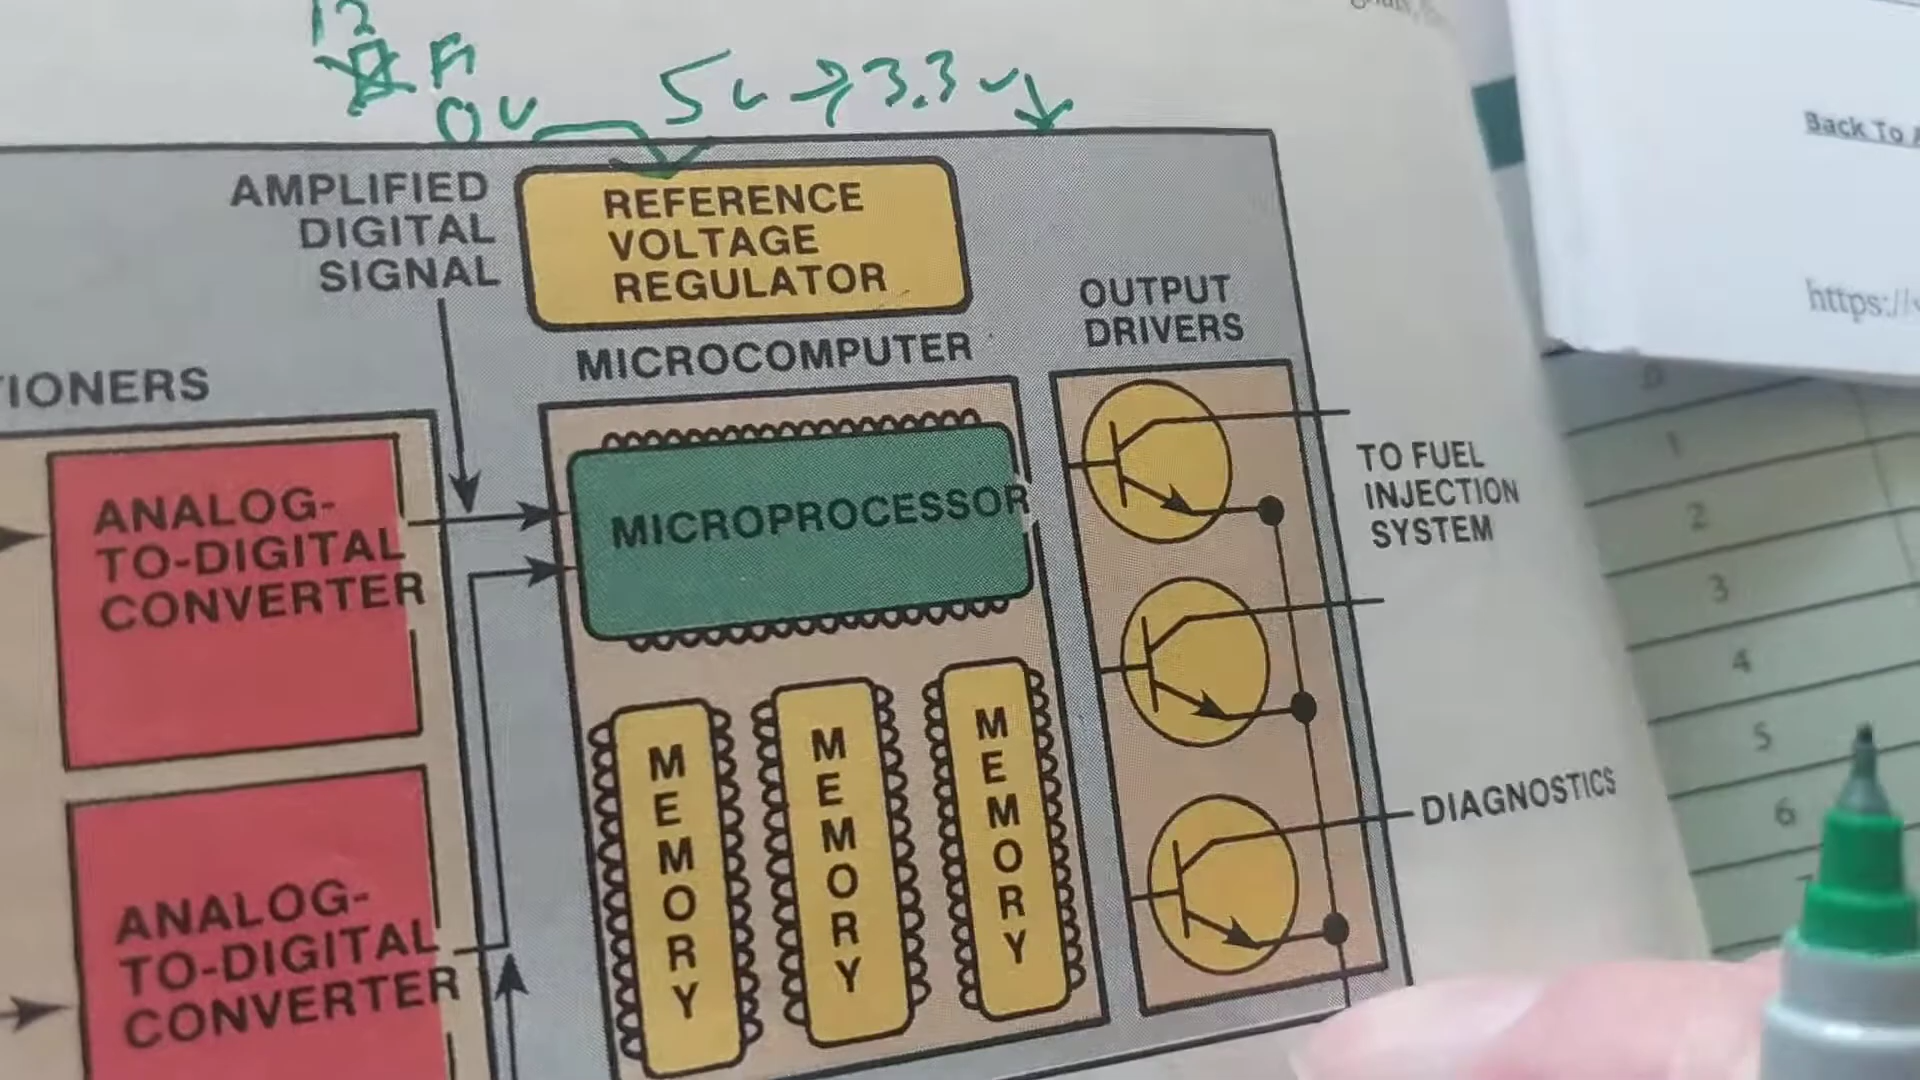 12
0v
5v → 3.3v
AMPLIFIED
DIGITAL
SIGNAL
REFERENCE
VOLTAGE
REGULATOR
OUTPUT
DRIVERS
MICROCOMPUTER
TIONERS
ANALOG-
TO-DIGITAL
CONVERTER
MICROPROCESSOR
TO FUEL
INJECTION
SYSTEM
MEMORY
MEMORY
MEMORY
DIAGNOSTICS
ANALOG-
TO-DIGITAL
CONVERTER
Back To
https://
1
2
3
4
5
6